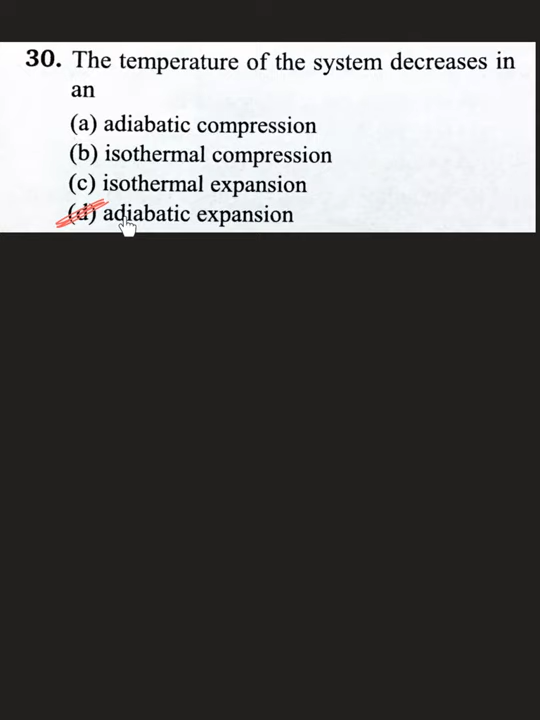 30. The temperature of the system decreases in
an
(a) adiabatic compression
(b) isothermal compression
(c) isothermal expansion
(d) adiabatic expansion